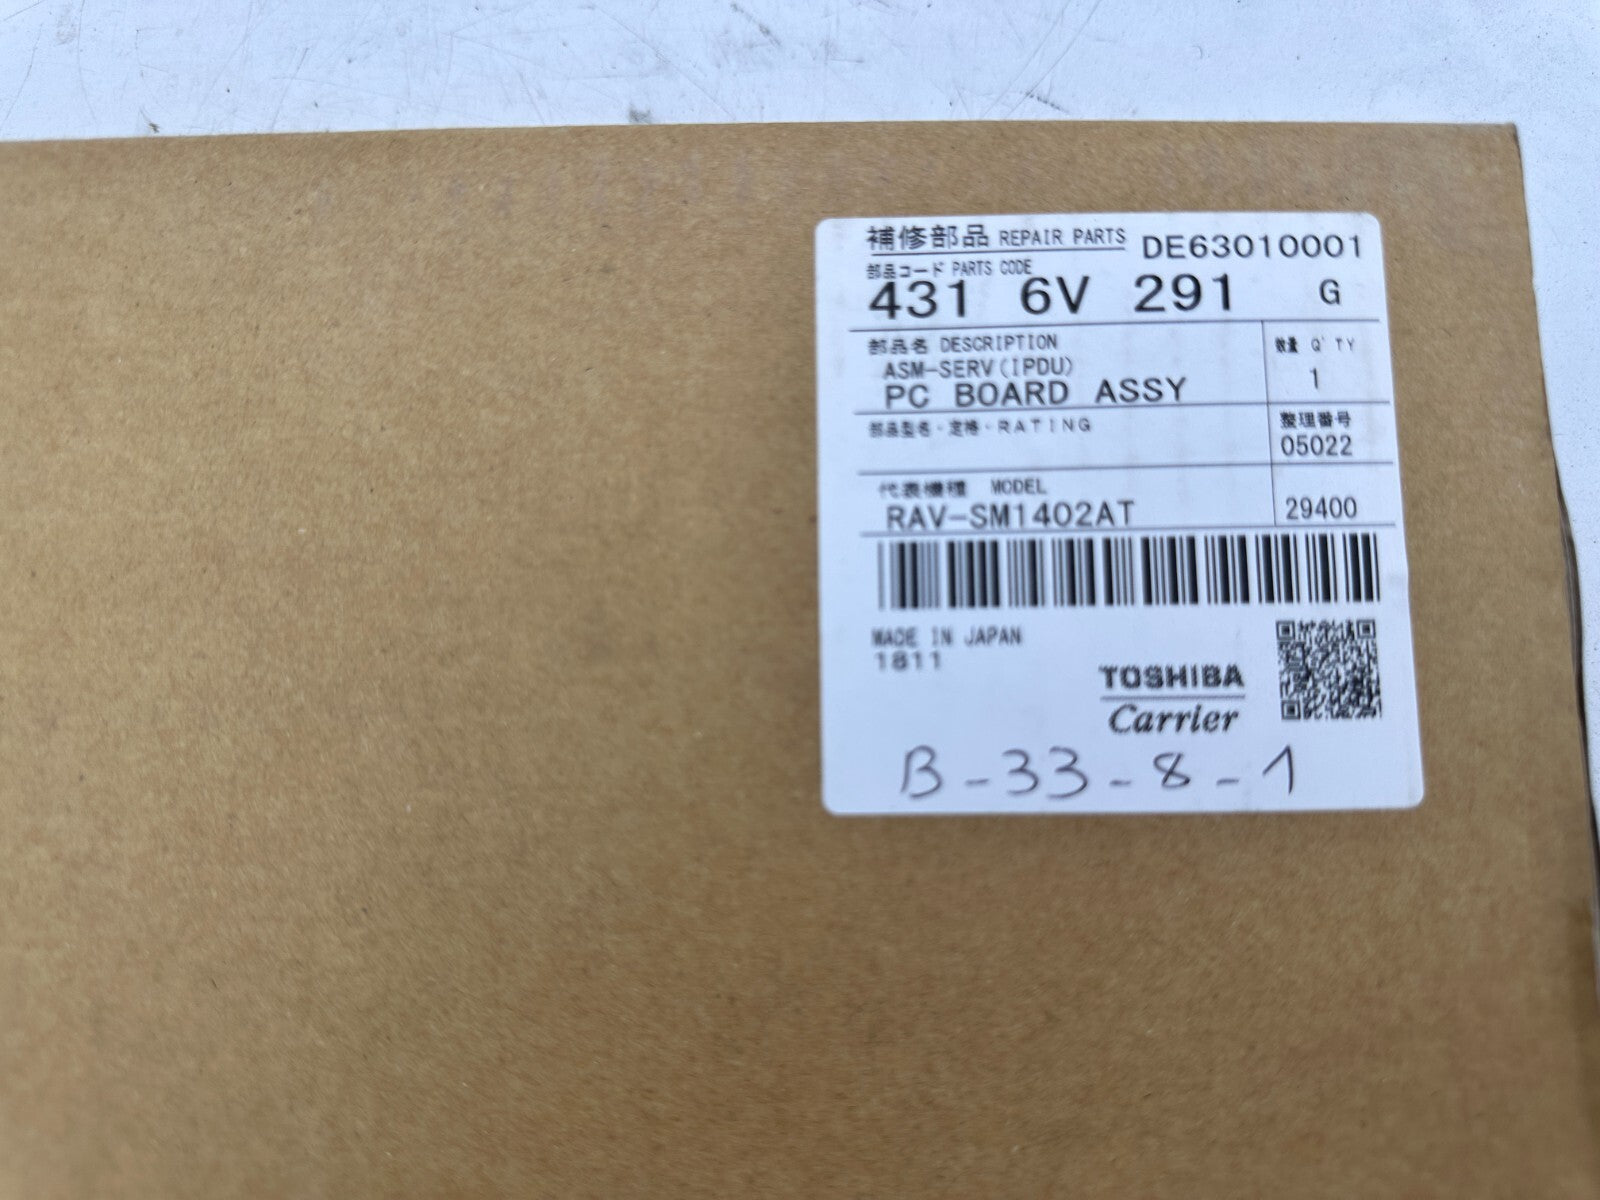 補修部品 REPAIR PARTS DE63010001
部品コード PARTS CODE
431 6V 291 G
部品名 DESCRIPTION 数量 Q'TY
ASM-SERV(IPDU)
PC BOARD ASSY 1
部品型名・定格・RATING 整理番号
05022
代表機種 MODEL
RAV-SM1402AT 29400
MADE IN JAPAN
1811
TOSHIBA
Carrier
B-33-8-1